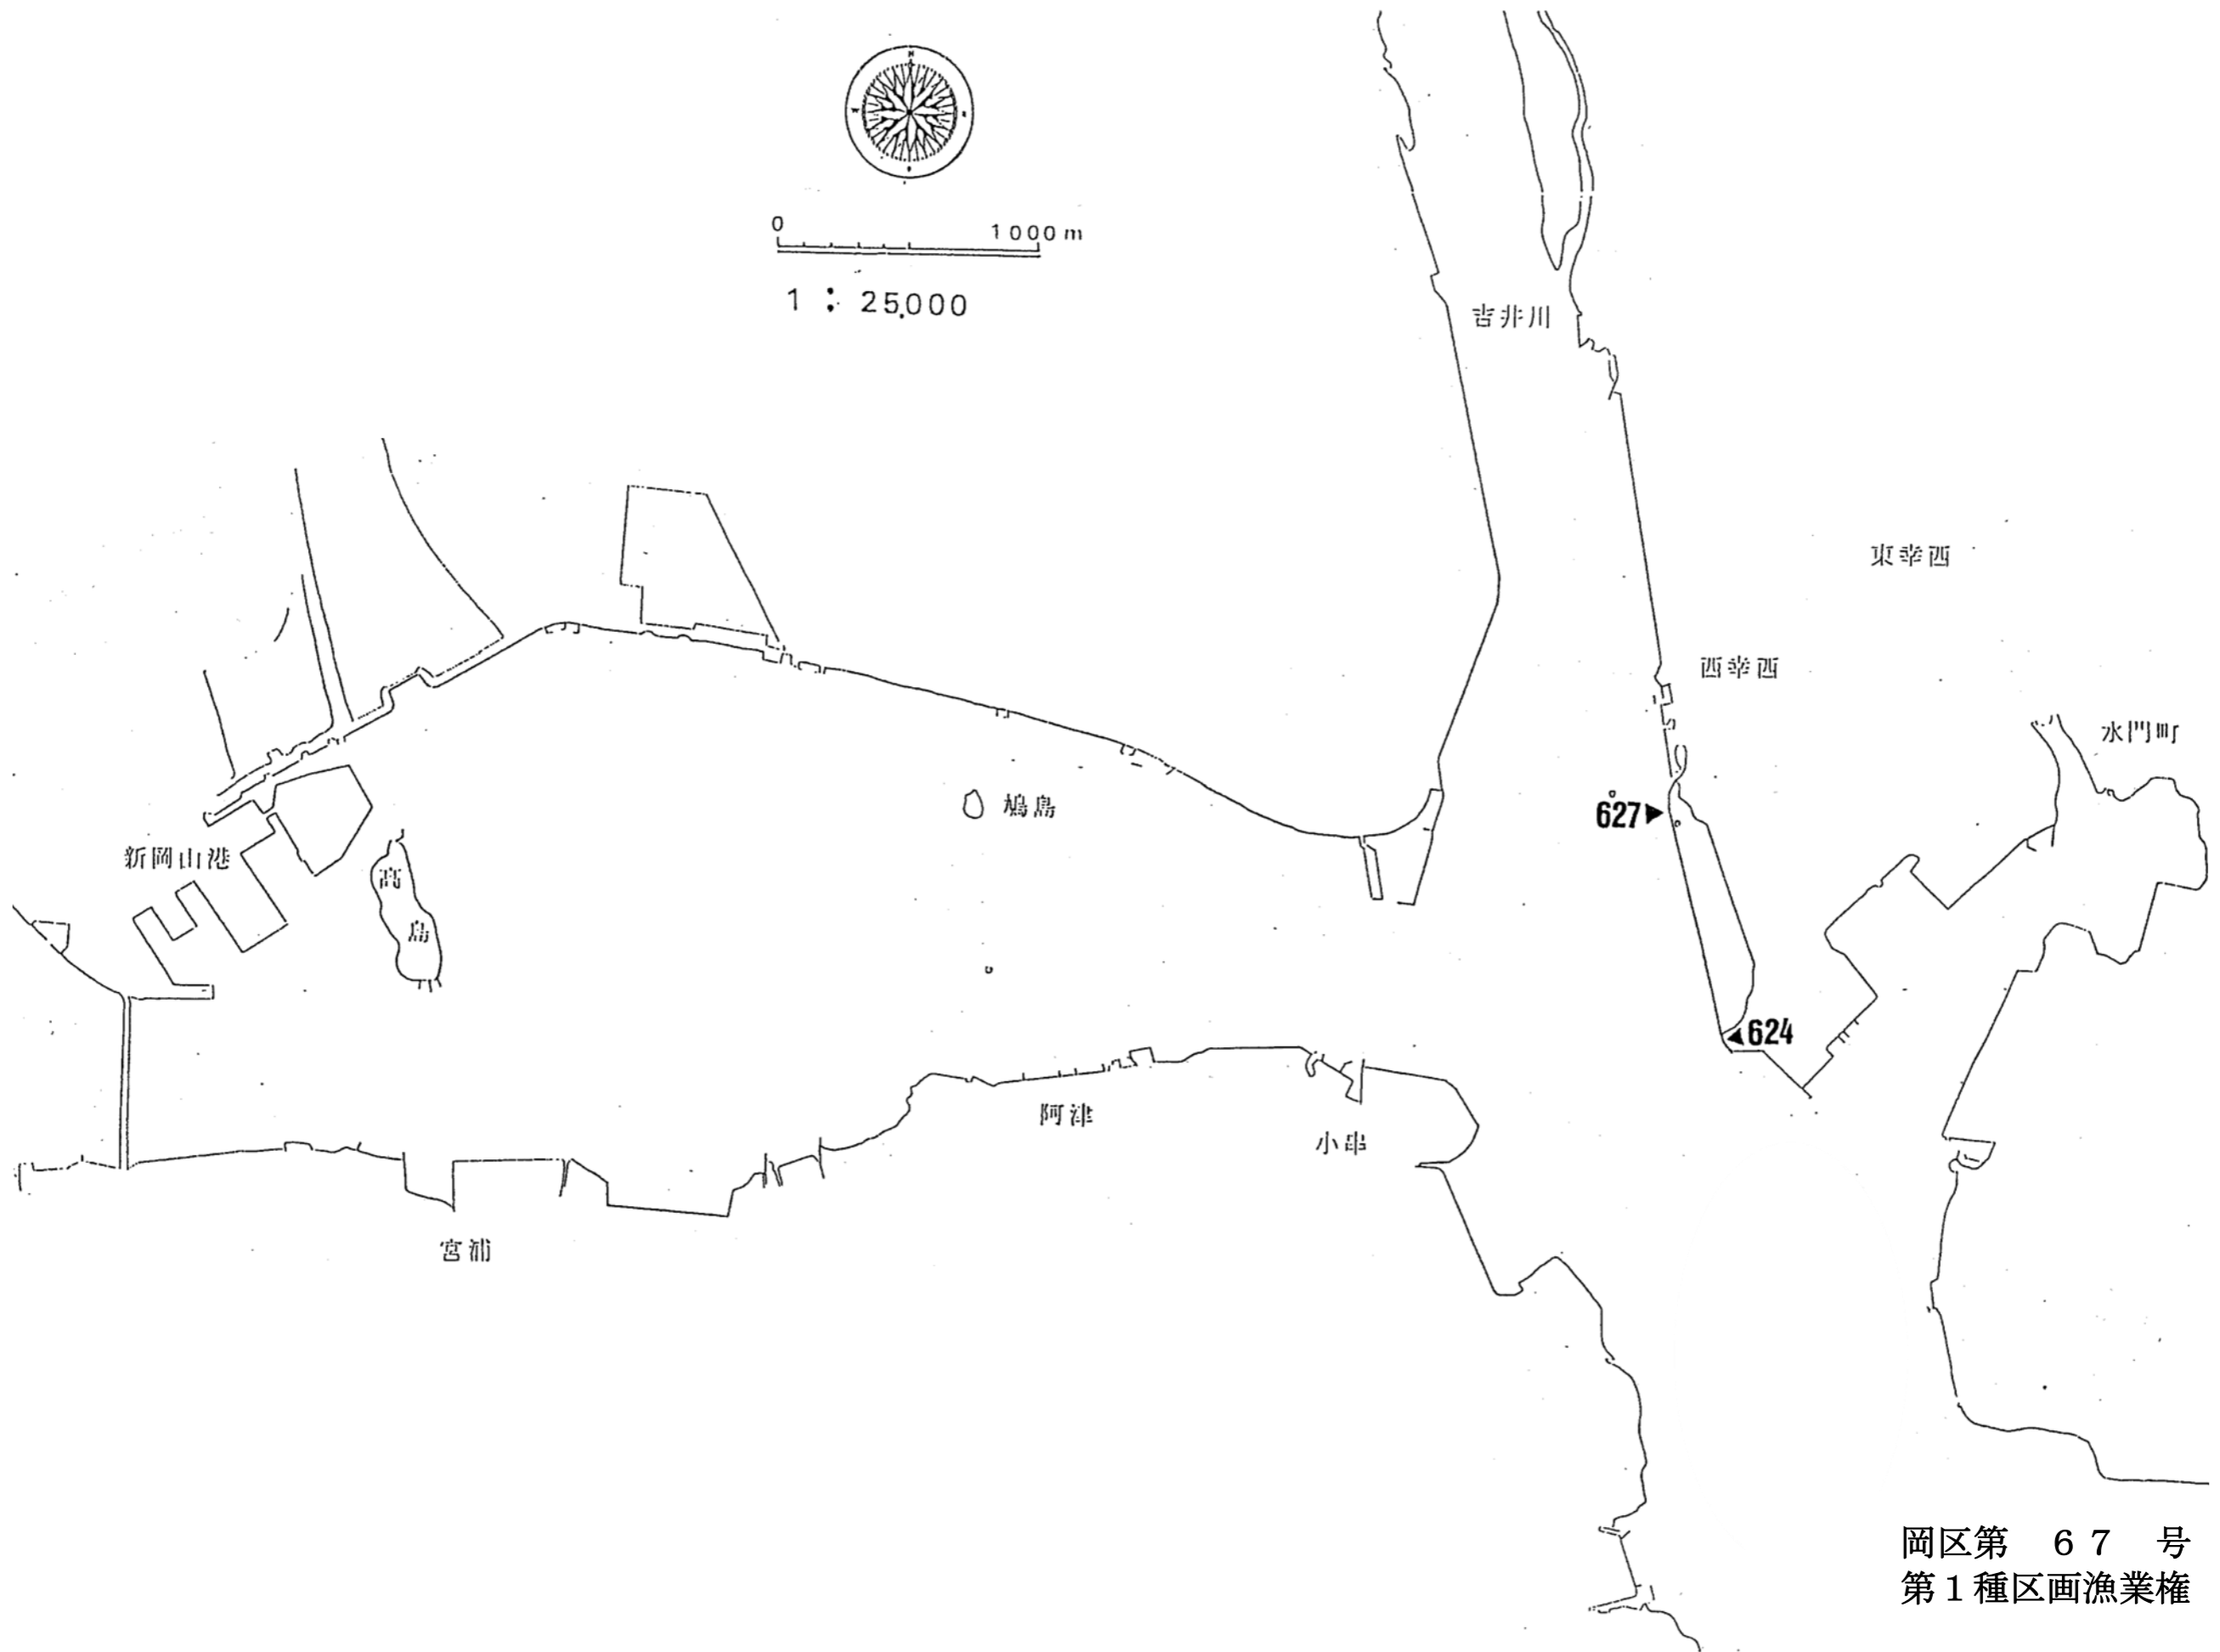 N
W
0 1000m
1 : 25,000
吉井川
東幸西
西幸西
水門町
鳩島
627
新岡山港
高
島
624
阿津
小串
宮浦
岡区第 67 号
第1種区画漁業権